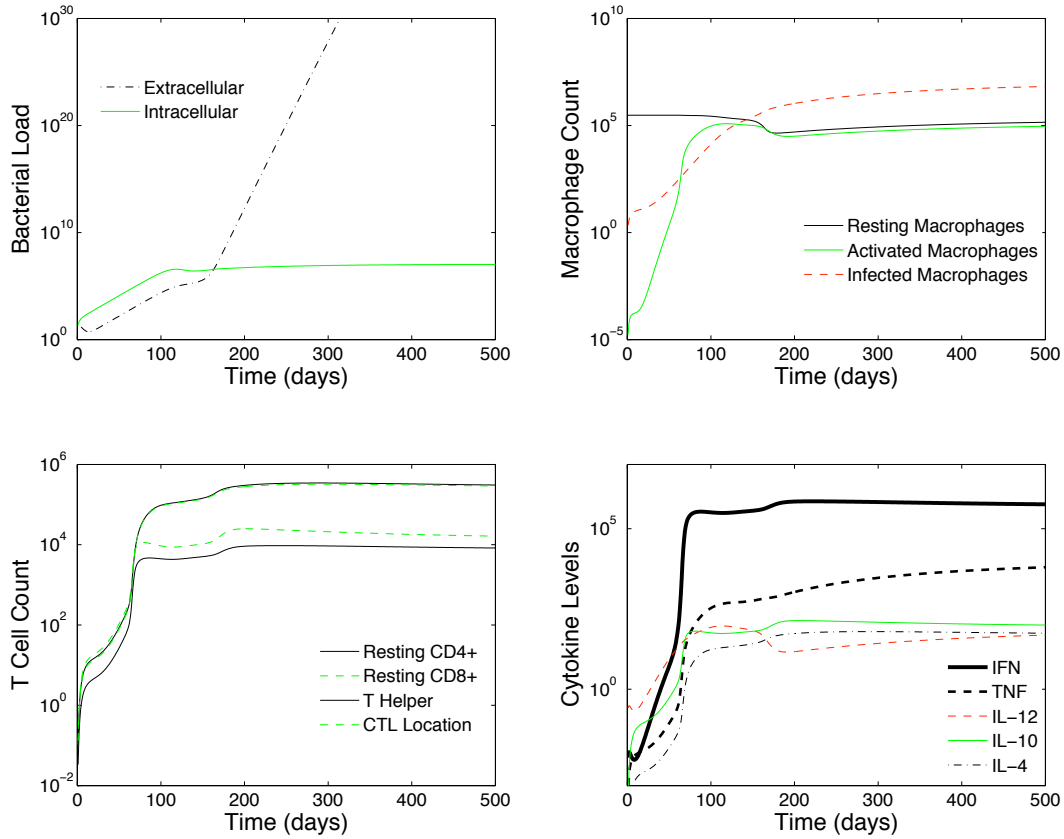 10^30
10^20
10^10
10^0
Bacterial Load
Extracellular
Intracellular
0 100 200 300 400 500
Time (days)
10^10
10^5
10^0
10^−5
Macrophage Count
Resting Macrophages
Activated Macrophages
Infected Macrophages
0 100 200 300 400 500
Time (days)
10^6
10^4
10^2
10^0
10^−2
T Cell Count
Resting CD4+
Resting CD8+
T Helper
CTL Location
0 100 200 300 400 500
Time (days)
10^5
10^0
Cytokine Levels
IFN
TNF
IL−12
IL−10
IL−4
0 100 200 300 400 500
Time (days)